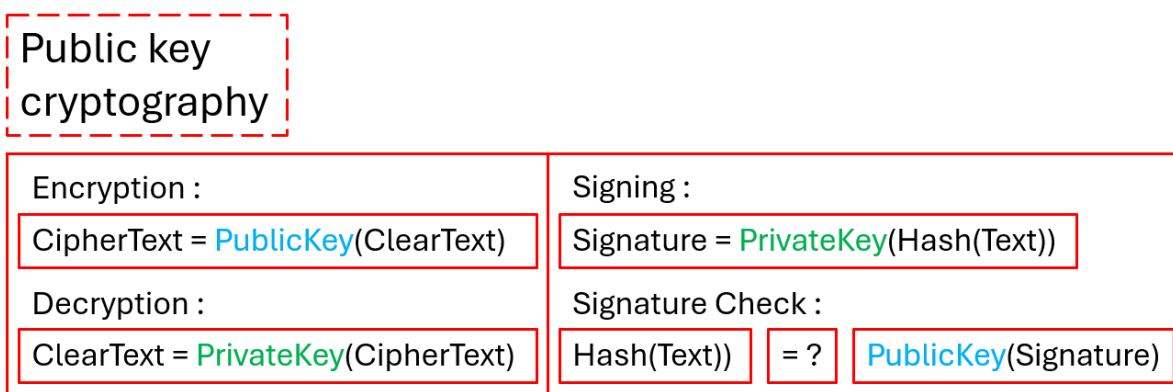 Public key
cryptography
Encryption :
CipherText = PublicKey(ClearText)
Decryption :
ClearText = PrivateKey(CipherText)
Signing :
Signature = PrivateKey(Hash(Text))
Signature Check :
Hash(Text)) = ? PublicKey(Signature)